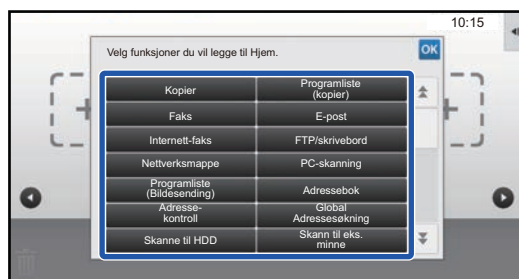 10:15
Velg funksjoner du vil legge til Hjem.
OK
Kopier
Programliste
(kopier)
Faks
E-post
Internett-faks
FTP/skrivebord
Nettverksmappe
PC-skanning
Programliste
(Bildesending)
Adressebok
Adresse-
kontroll
Global
Adressesøkning
Skanne til HDD
Skann til eks.
minne